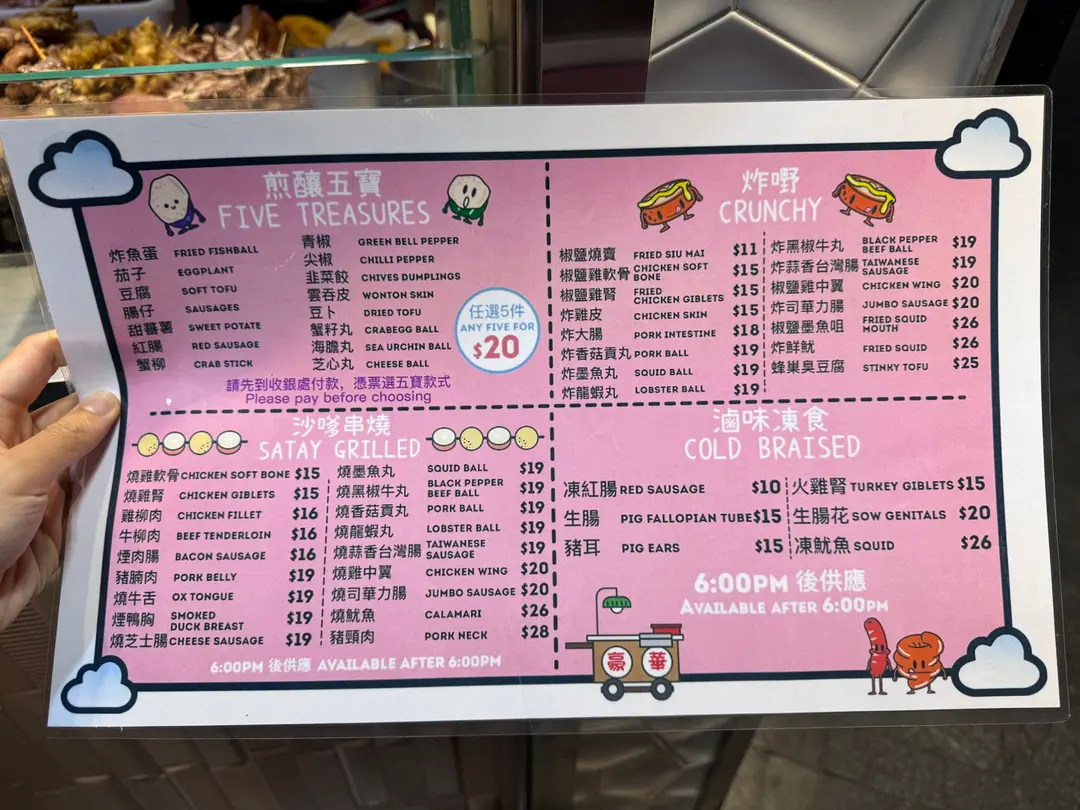 煎釀五寶
FIVE TREASURES
炸魚蛋 FRIED FISHBALL
茄子 EGGPLANT
豆腐 SOFT TOFU
腸仔 SAUSAGES
甜蕃薯 SWEET POTATO
紅腸 RED SAUSAGE
蟹柳 CRAB STICK
青椒 GREEN BELL PEPPER
尖椒 CHILLI PEPPER
韭菜餃 CHIVES DUMPLINGS
雲吞皮 WONTON SKIN
豆卜 DRIED TOFU
蟹籽丸 CRABEGG BALL
海膽丸 SEA URCHIN BALL
芝心丸 CHEESE BALL
任選5件
ANY FIVE FOR
$20
請先到收銀處付款，憑票選五寶款式
Please pay before choosing
炸嘢
CRUNCHY
椒鹽燒賣 FRIED SIU MAI $11
椒鹽雞軟骨 CHICKEN SOFT BONE $15
椒鹽雞腎 FRIED CHICKEN GIBLETS $15
炸雞皮 CHICKEN SKIN $15
炸大腸 PORK INTESTINE $18
炸香菇貢丸 PORK BALL $19
炸墨魚丸 SQUID BALL $19
炸龍蝦丸 LOBSTER BALL $19
炸黑椒牛丸 BLACK PEPPER BEEF BALL $19
炸蒜香台灣腸 TAIWANESE SAUSAGE $19
椒鹽雞中翼 CHICKEN WING $20
炸司華力腸 JUMBO SAUSAGE $20
椒鹽墨魚咀 FRIED SQUID MOUTH $26
炸鮮魷 FRIED SQUID $26
蜂巢臭豆腐 STINKY TOFU $25
沙嗲串燒
SATAY GRILLED
燒雞軟骨 CHICKEN SOFT BONE $15
燒雞腎 CHICKEN GIBLETS $15
雞柳肉 CHICKEN FILLET $16
牛柳肉 BEEF TENDERLOIN $16
煙肉腸 BACON SAUSAGE $16
豬腩肉 PORK BELLY $19
燒牛舌 OX TONGUE $19
煙鴨胸 SMOKED DUCK BREAST $19
燒芝士腸 CHEESE SAUSAGE $19
燒墨魚丸 SQUID BALL $19
燒黑椒牛丸 BLACK PEPPER BEEF BALL $19
燒香菇貢丸 PORK BALL $19
燒龍蝦丸 LOBSTER BALL $19
燒蒜香台灣腸 TAIWANESE SAUSAGE $19
燒雞中翼 CHICKEN WING $20
燒司華力腸 JUMBO SAUSAGE $20
燒魷魚 CALAMARI $26
豬頸肉 PORK NECK $28
6:00PM 後供應 AVAILABLE AFTER 6:00PM
滷味凍食
COLD BRAISED
凍紅腸 RED SAUSAGE $10
生腸 PIG FALLOPIAN TUBE $15
豬耳 PIG EARS $15
火雞腎 TURKEY GIBLETS $15
生腸花 SOW GENITALS $20
凍魷魚 SQUID $26
6:00PM 後供應
AVAILABLE AFTER 6:00PM
豪 華